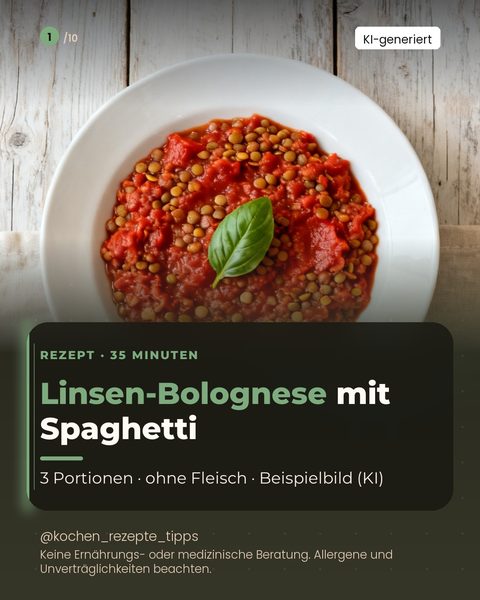 1 /10
KI-generiert
REZEPT · 35 MINUTEN
Linsen-Bolognese mit
Spaghetti
3 Portionen · ohne Fleisch · Beispielbild (KI)
@kochen_rezepte_tipps
Keine Ernährungs- oder medizinische Beratung. Allergene und
Unverträglichkeiten beachten.